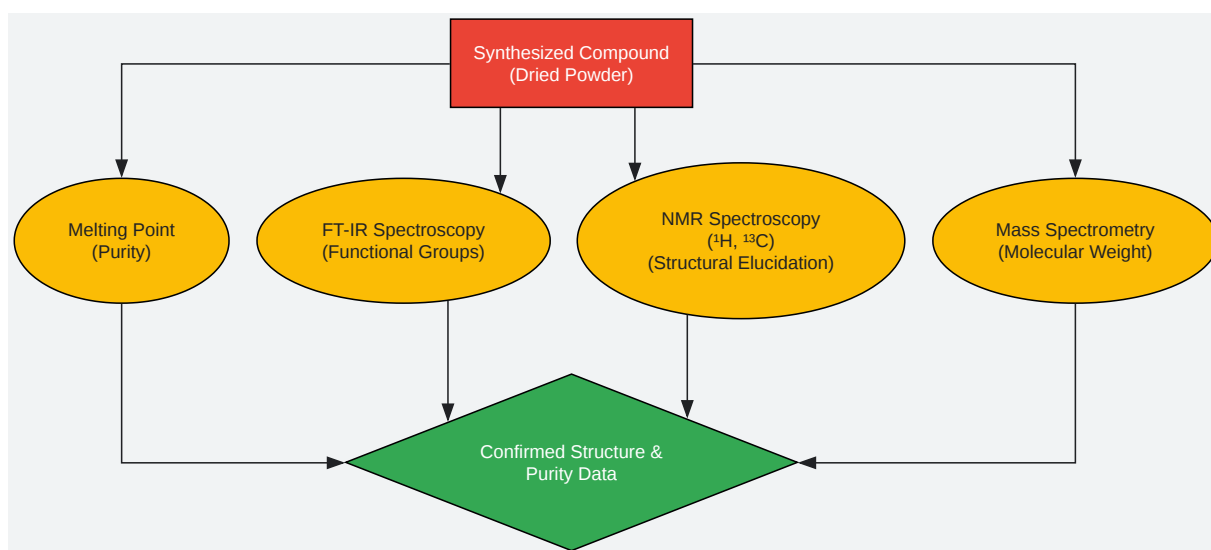 Synthesized Compound
(Dried Powder)
Melting Point
(Purity)
FT-IR Spectroscopy
(Functional Groups)
NMR Spectroscopy
(¹H, ¹³C)
(Structural Elucidation)
Mass Spectrometry
(Molecular Weight)
Confirmed Structure &
Purity Data